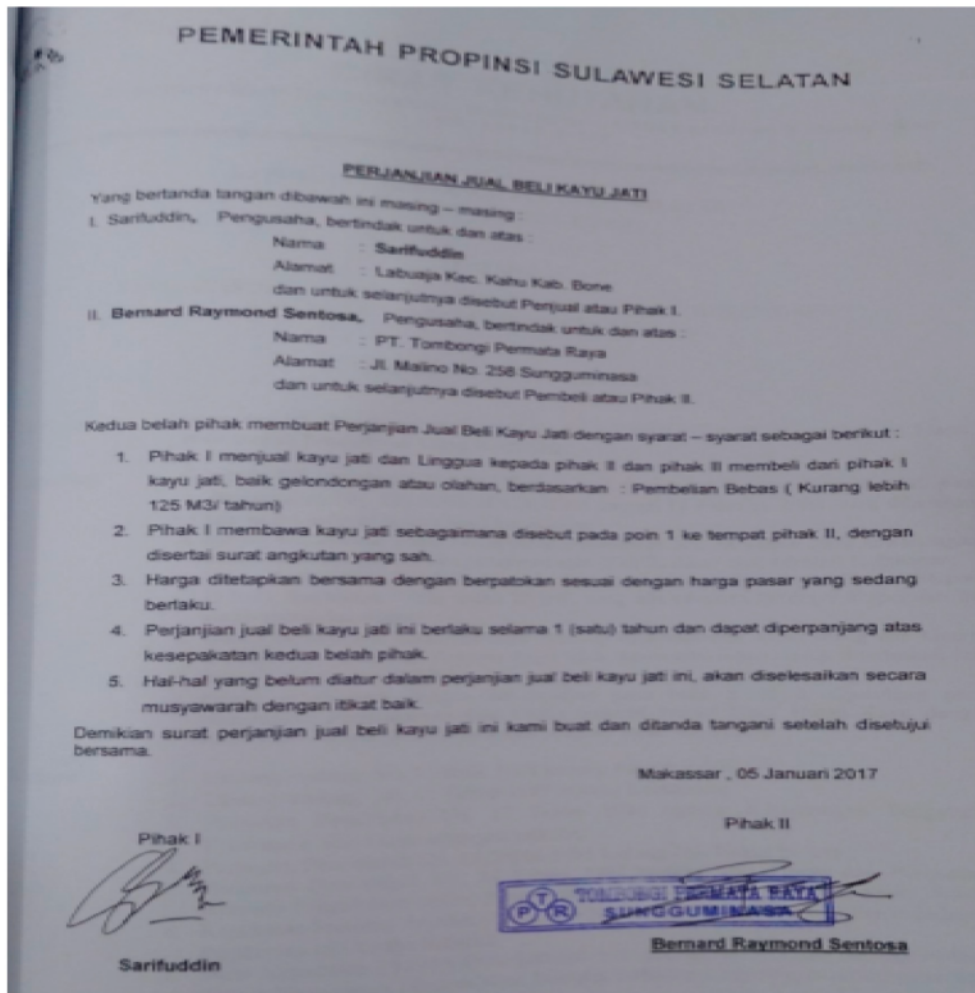 PEMERINTAH PROPINSI SULAWESI SELATAN
PERJANJIAN JUAL BELI KAYU JATI
Yang bertanda tangan dibawah ini masing – masing :
I. Sarifuddin, Pengusaha, bertindak untuk dan atas :
Nama : Sarifuddin
Alamat : Labuaja Kec. Kahu Kab. Bone
dan untuk selanjutnya disebut Penjual atau Pihak I.
II. Bernard Raymond Sentosa, Pengusaha, bertindak untuk dan atas :
Nama : PT. Tombongi Permata Raya
Alamat : Jl. Malino No. 258 Sungguminasa
dan untuk selanjutnya disebut Pembeli atau Pihak II.
Kedua belah pihak membuat Perjanjian Jual Beli Kayu Jati dengan syarat – syarat sebagai berikut :
1. Pihak I menjual kayu jati dan Linggua kepada pihak II dan pihak II membeli dari pihak I
kayu jati, baik gelondongan atau olahan, berdasarkan : Pembelian Bebas ( Kurang lebih
125 M3/ tahun)
2. Pihak I membawa kayu jati sebagaimana disebut pada poin 1 ke tempat pihak II, dengan
disertai surat angkutan yang sah.
3. Harga ditetapkan bersama dengan berpatokan sesuai dengan harga pasar yang sedang
berlaku.
4. Perjanjian jual beli kayu jati ini berlaku selama 1 (satu) tahun dan dapat diperpanjang atas
kesepakatan kedua belah pihak.
5. Hal-hal yang belum diatur dalam perjanjian jual beli kayu jati ini, akan diselesaikan secara
musyawarah dengan itikat baik.
Demikian surat perjanjian jual beli kayu jati ini kami buat dan ditanda tangani setelah disetujui
bersama.
Makassar , 05 Januari 2017
Pihak I
Pihak II
PTR TOMBONGI PERMATA RAYA
SUNGGUMINASA
Sarifuddin
Bernard Raymond Sentosa